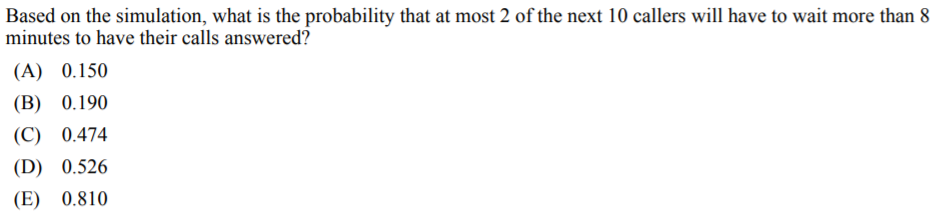 Based on the simulation, what is the probability that at most 2 of the next 10 callers will have to wait more than 8
minutes to have their calls answered?
(A) 0.150
(B) 0.190
(C) 0.474
(D) 0.526
(E) 0.810